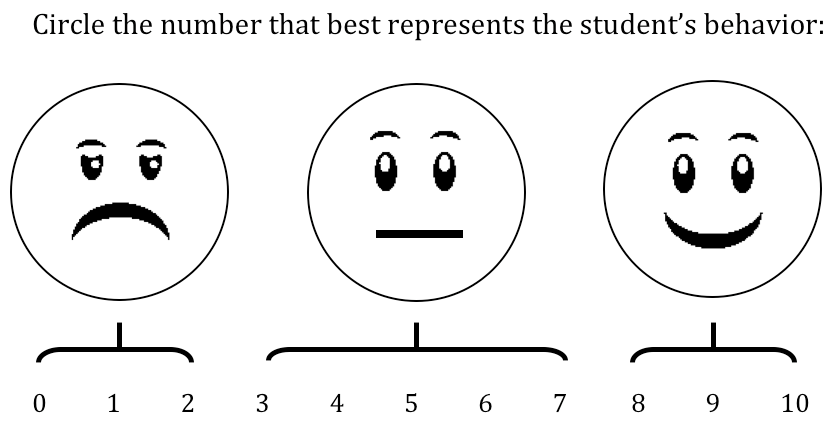 Circle the number that best represents the student’s behavior:
0 1 2 3 4 5 6 7 8 9 10